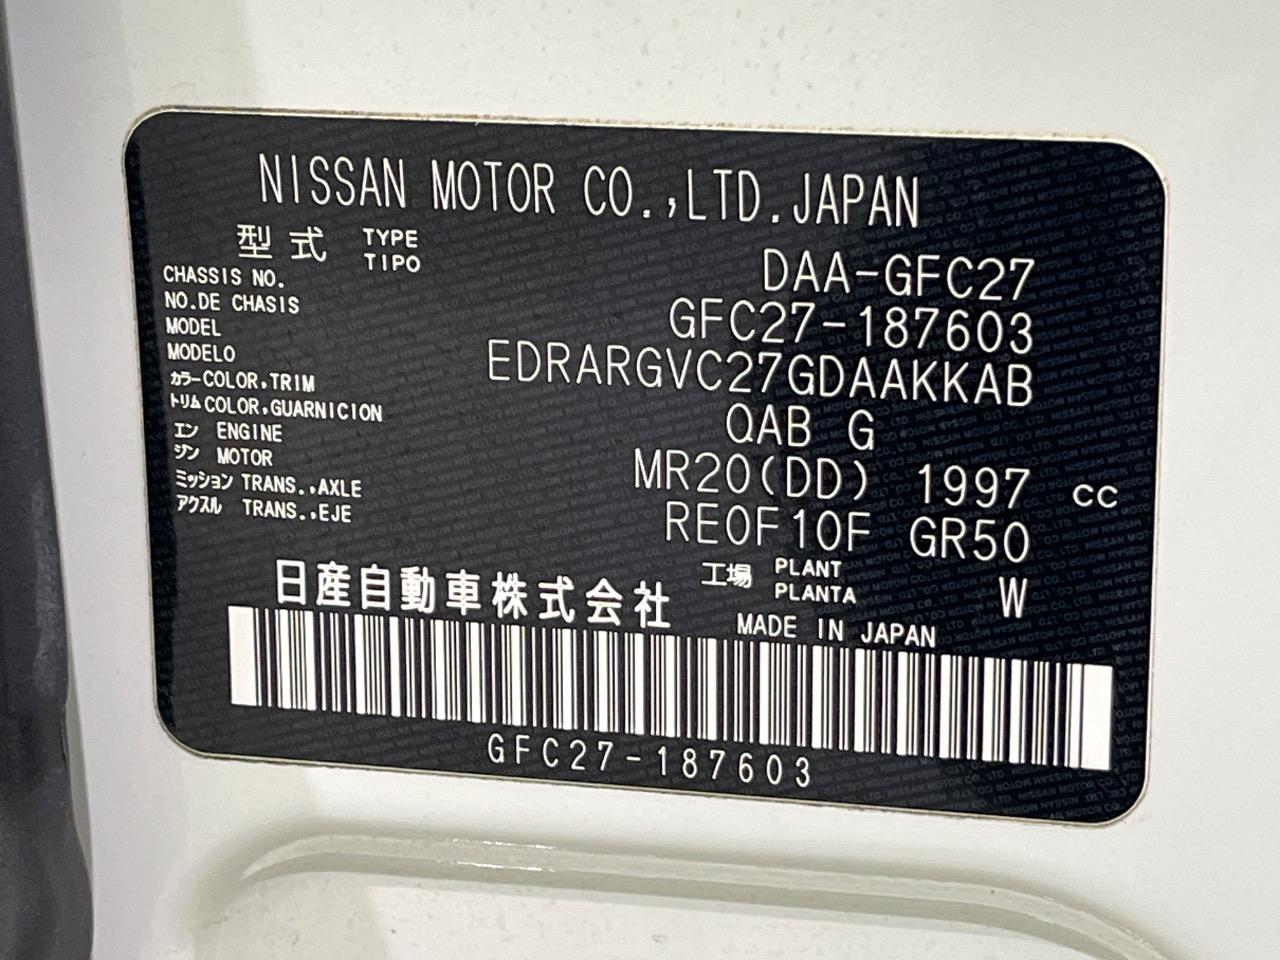 NISSAN MOTOR CO.,LTD.JAPAN
型式 TYPE
TIPO
DAA-GFC27
CHASSIS NO.
NO.DE CHASIS
GFC27-187603
MODEL
MODELO
EDRARGVC27GDAAKKAB
カラー COLOR,TRIM
トリム COLOR,GUARNICION
QAB G
エン ENGINE
ジン MOTOR
MR20(DD) 1997 cc
ミッション TRANS.,AXLE
アクスル TRANS.,EJE
RE0F10F GR50
工場 PLANT
PLANTA
W
日産自動車株式会社
MADE IN JAPAN
GFC27-187603